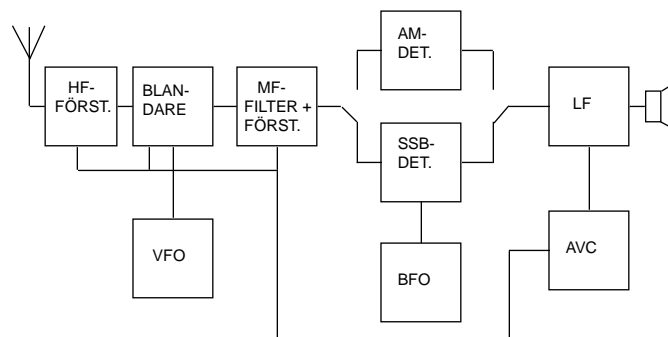 HF-
FÖRST.
BLAN-
DARE
MF-
FILTER +
FÖRST.
AM-
DET.
SSB-
DET.
LF
VFO
BFO
AVC